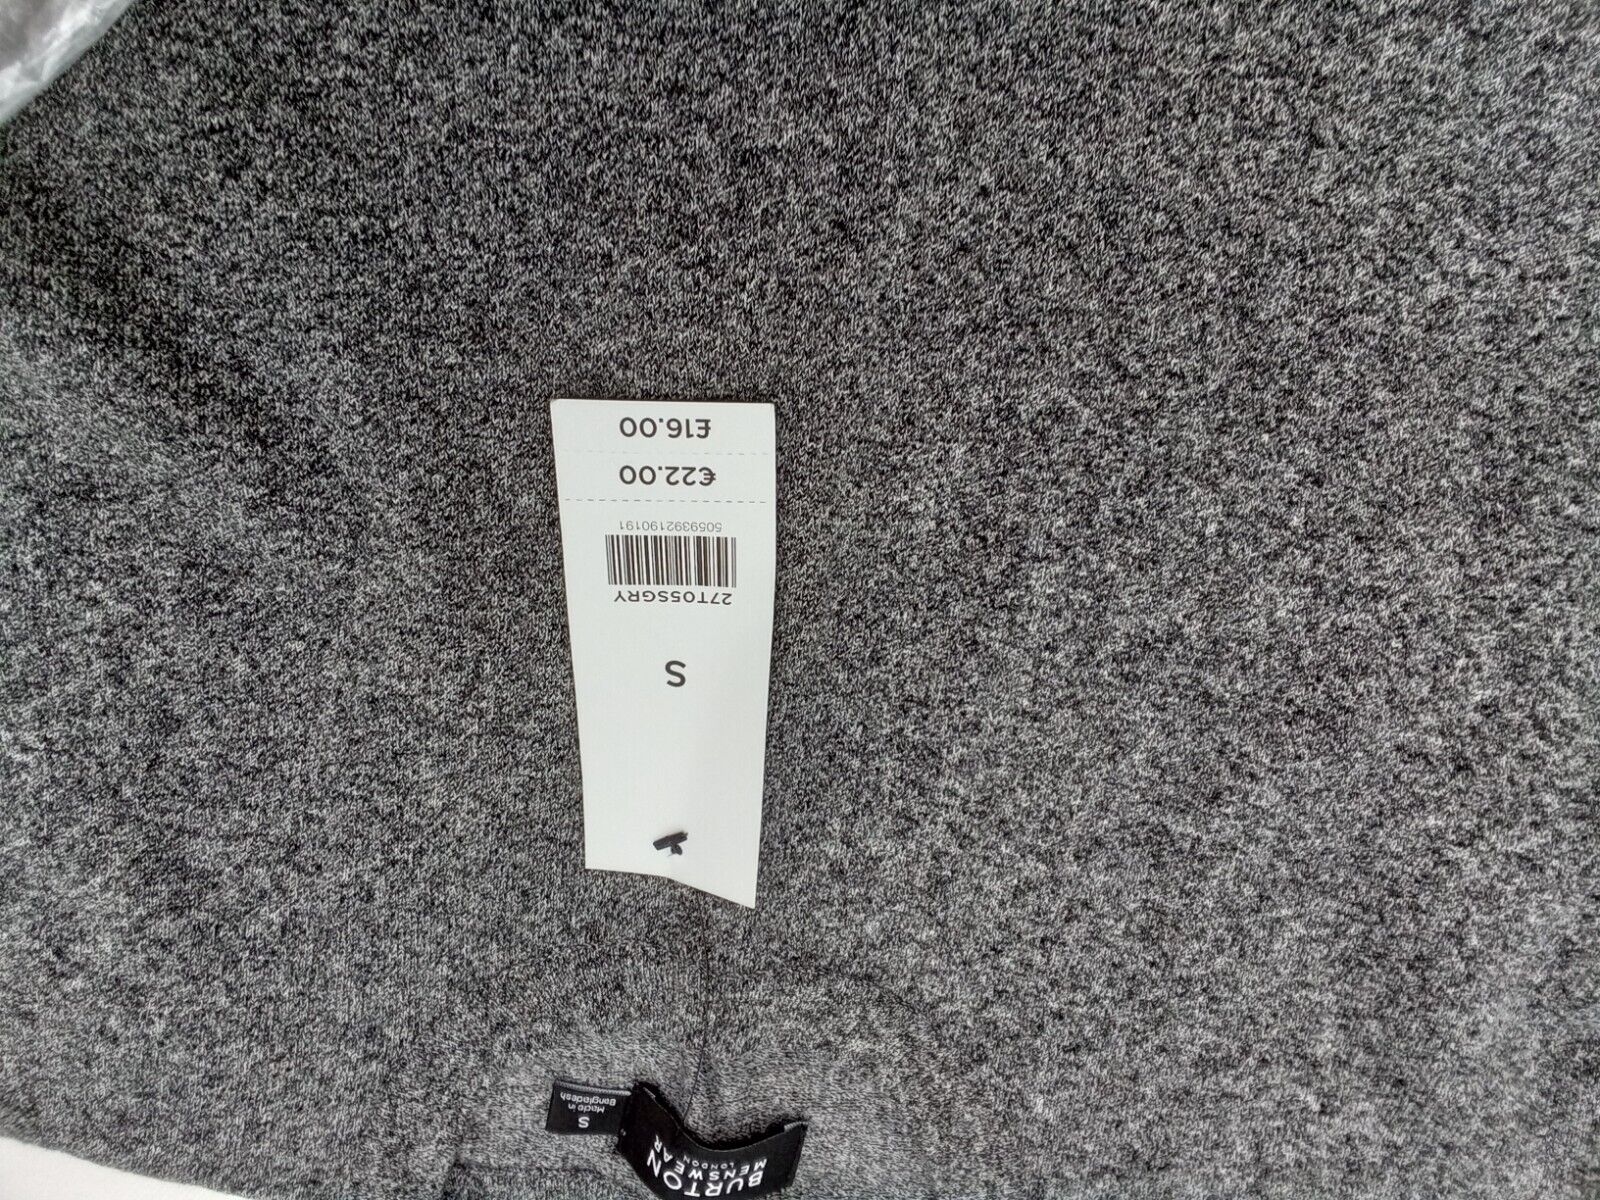 BURTON
MENSWEAR
LONDON
S
Made in
Bangladesh
S
27T05SGRY
5059392190191
€22.00
£16.00